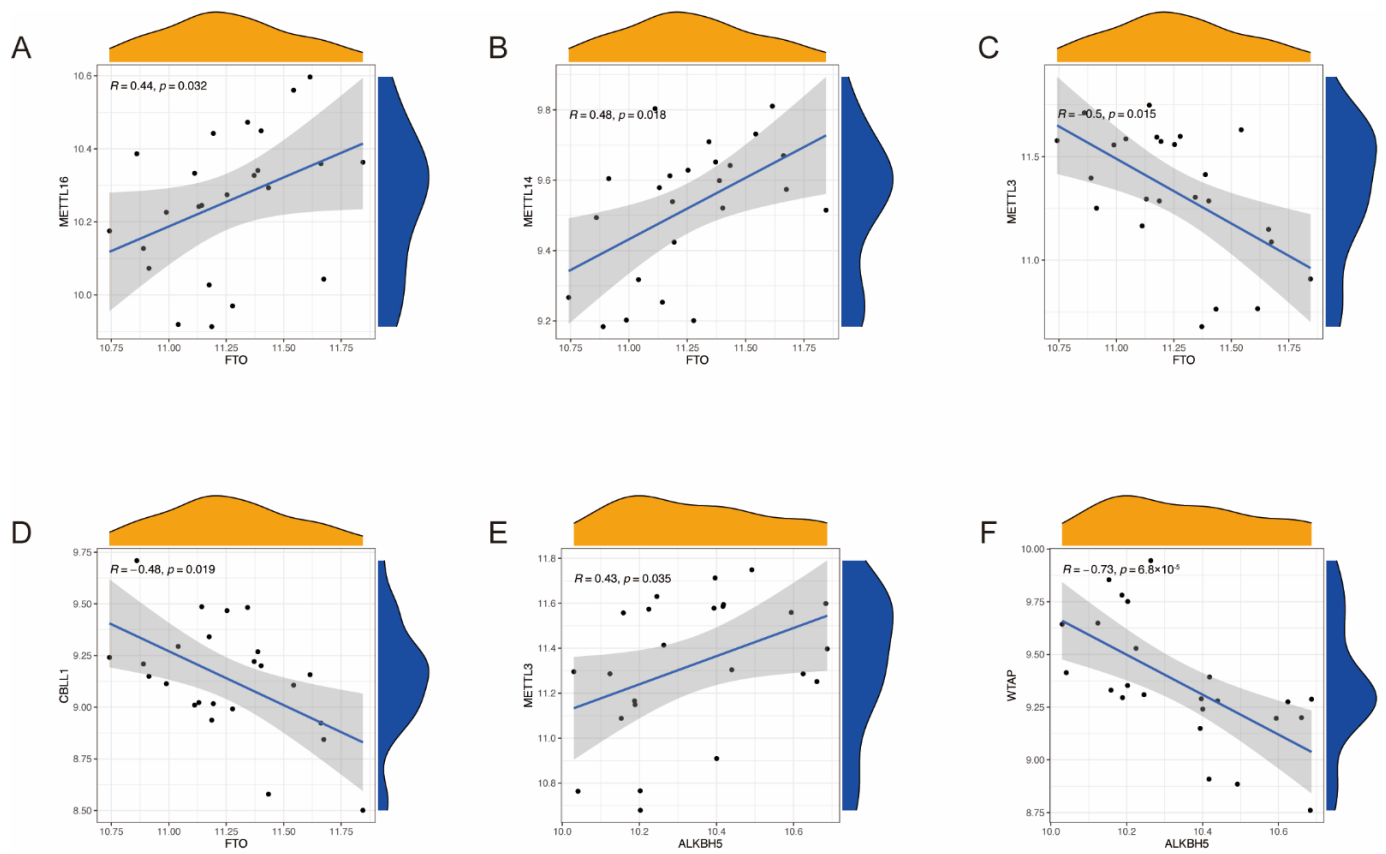 A
R = 0.44, p = 0.032
METTL16
10.6
10.4
10.2
10.0
10.75 11.00 11.25 11.50 11.75
FTO
B
R = 0.48, p = 0.018
METTL14
9.8
9.6
9.4
9.2
10.75 11.00 11.25 11.50 11.75
FTO
C
R = −0.5, p = 0.015
METTL3
11.5
11.0
10.75 11.00 11.25 11.50 11.75
FTO
D
R = −0.48, p = 0.019
CBLL1
9.75
9.50
9.25
9.00
8.75
8.50
10.75 11.00 11.25 11.50 11.75
FTO
E
R = 0.43, p = 0.035
METTL3
11.8
11.6
11.4
11.2
11.0
10.8
10.0 10.2 10.4 10.6
ALKBH5
F
R = −0.73, p = 6.8×10⁻⁵
WTAP
10.00
9.75
9.50
9.25
9.00
8.75
10.0 10.2 10.4 10.6
ALKBH5